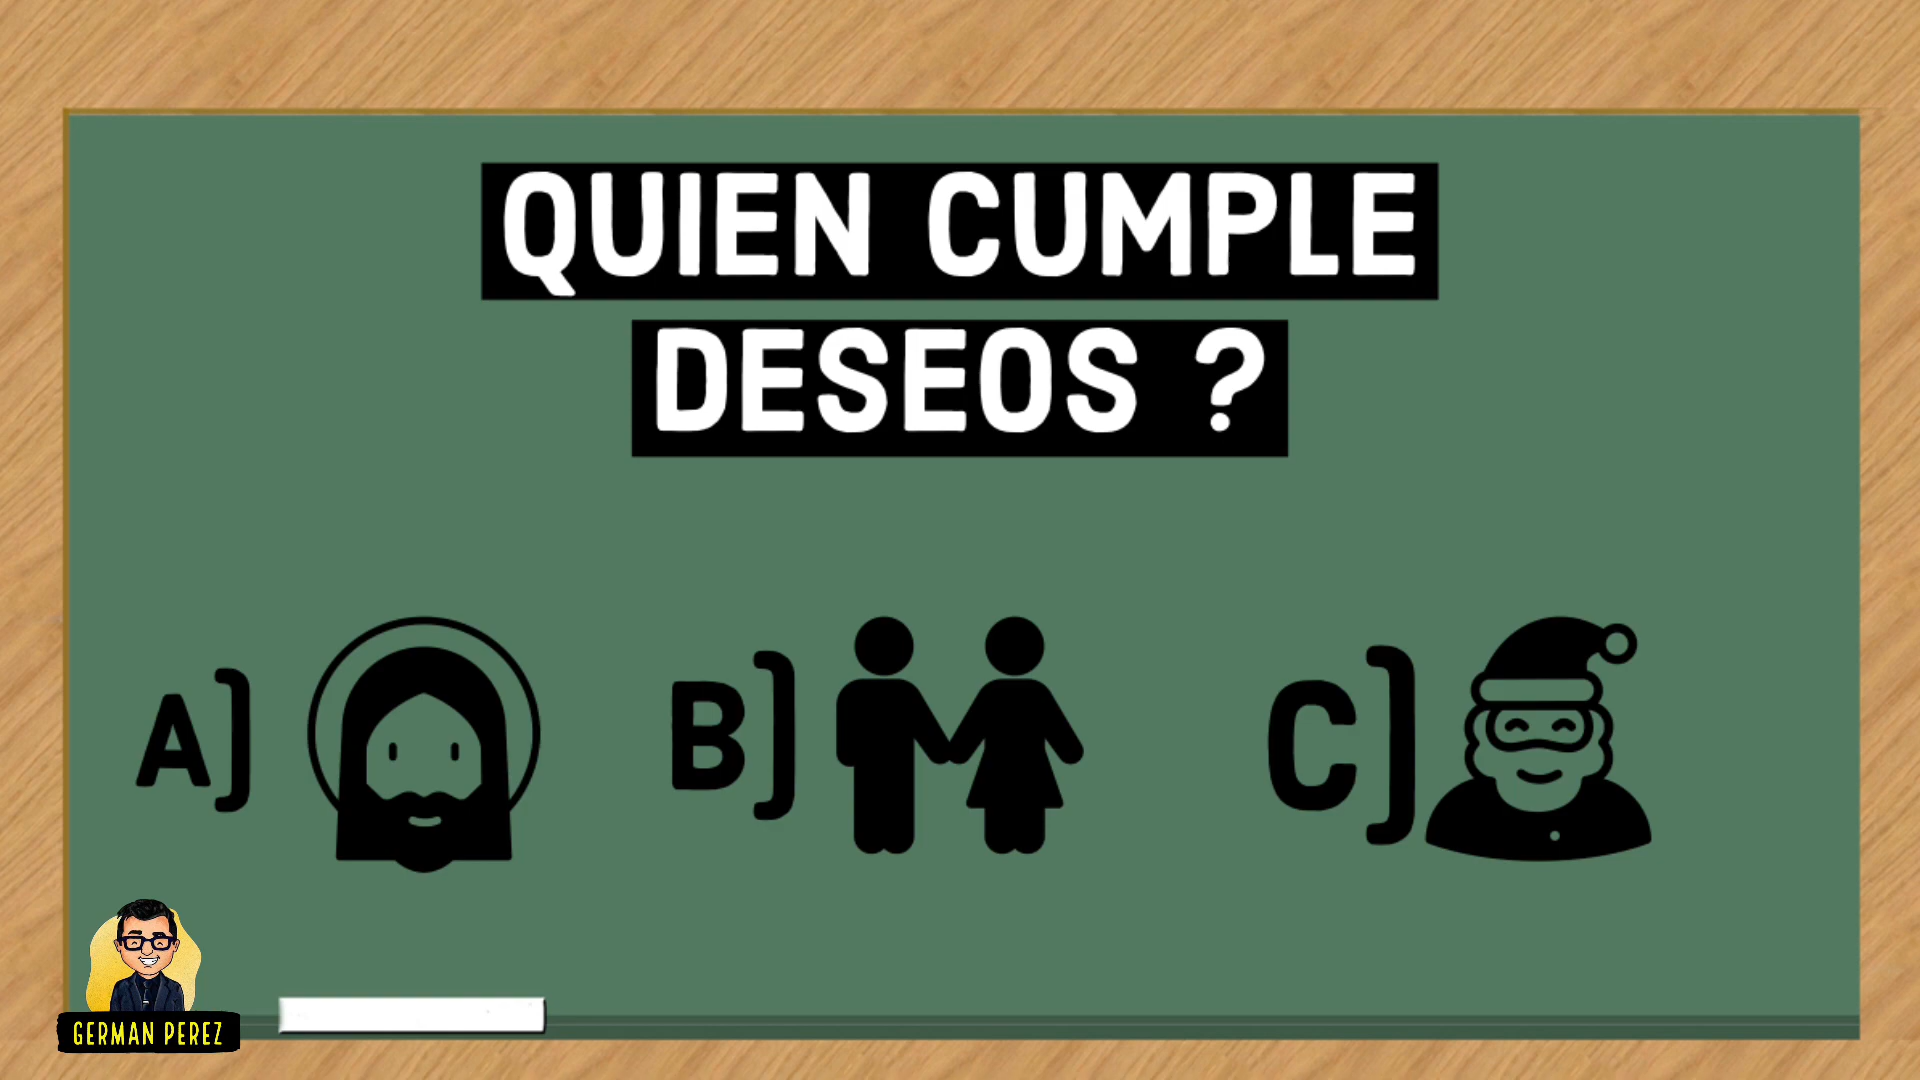 QUIEN CUMPLE
DESEOS ?
A)
B)
C)
GERMAN PEREZ